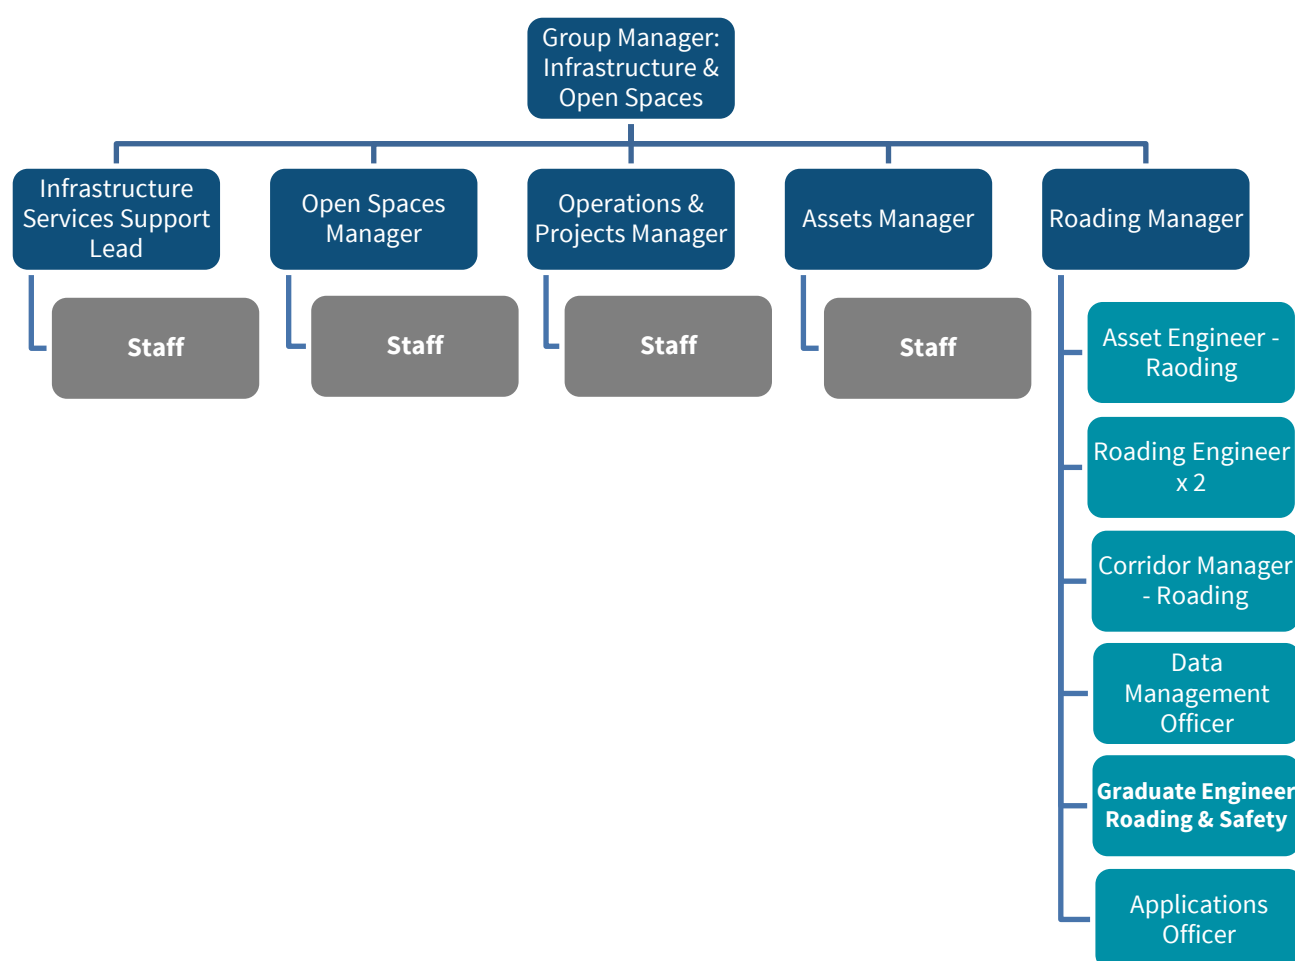 Group Manager:
Infrastructure &
Open Spaces
Infrastructure
Services Support
Lead
Open Spaces
Manager
Operations &
Projects Manager
Assets Manager
Roading Manager
Staff
Staff
Staff
Staff
Asset Engineer -
Raoding
Roading Engineer
x 2
Corridor Manager
- Roading
Data
Management
Officer
Graduate Engineer
Roading & Safety
Applications
Officer